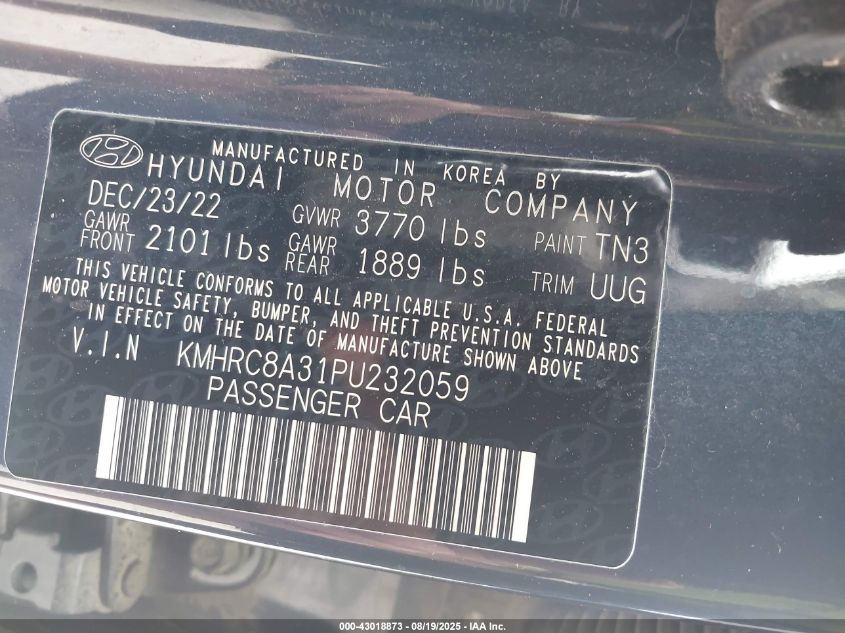 MANUFACTURED IN KOREA BY
HYUNDAI MOTOR COMPANY
DEC/23/22 GVWR 3770 lbs PAINT TN3
GAWR FRONT 2101 lbs GAWR REAR 1889 lbs TRIM UUG
THIS VEHICLE CONFORMS TO ALL APPLICABLE U.S.A. FEDERAL
MOTOR VEHICLE SAFETY, BUMPER, AND THEFT PREVENTION STANDARDS
IN EFFECT ON THE DATE OF MANUFACTURE SHOWN ABOVE
V.I.N KMHRC8A31PU232059
PASSENGER CAR
000-43018873 - 08/19/2025 - IAA Inc.